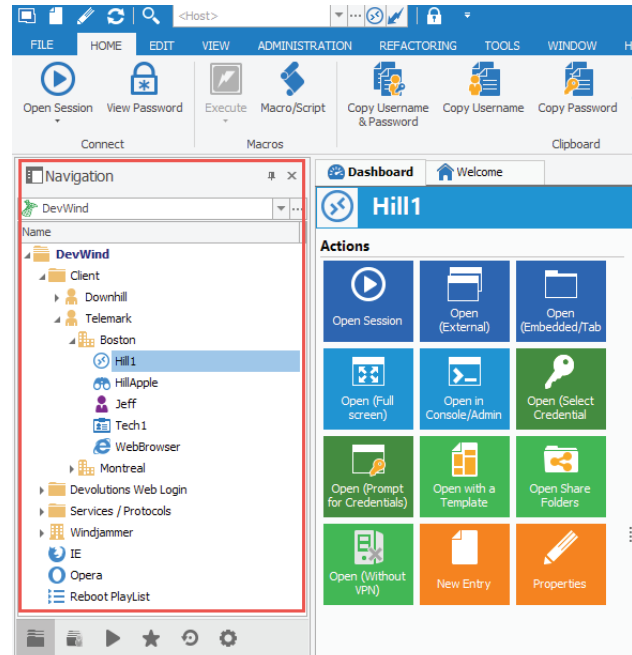 <Host>
FILE HOME EDIT VIEW ADMINISTRATION REFACTORING TOOLS WINDOW H
Open Session View Password Execute Macro/Script Copy Username Copy Username Copy Password
& Password
Connect Macros Clipboard
Navigation
Dashboard Welcome
DevWind
Hill1
Name
DevWind
Actions
Client
Downhill
Telemark
Boston
Hill1
HillApple
Jeff
Tech1
WebBrowser
Montreal
Devolutions Web Login
Services / Protocols
Windjammer
IE
Opera
Reboot PlayList
Open Session Open Open
(External) (Embedded/Tab
Open (Full Open in Open (Select
screen) Console/Admin Credential
Open (Prompt Open with a Open Share
for Credentials) Template Folders
Open (Without New Entry Properties
VPN)